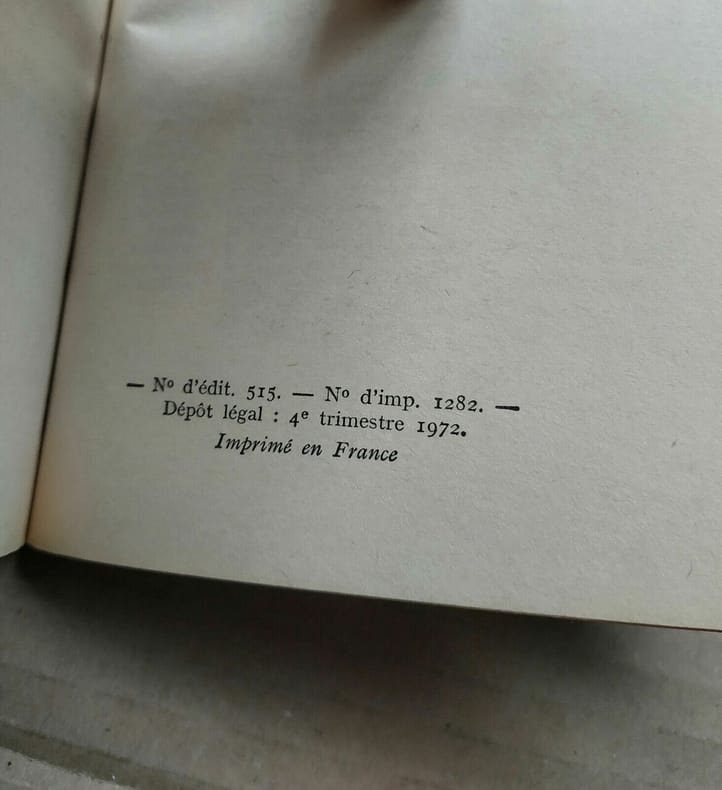 — Nº d'édit. 515. — Nº d'imp. 1282. —
Dépôt légal : 4e trimestre 1972.
Imprimé en France